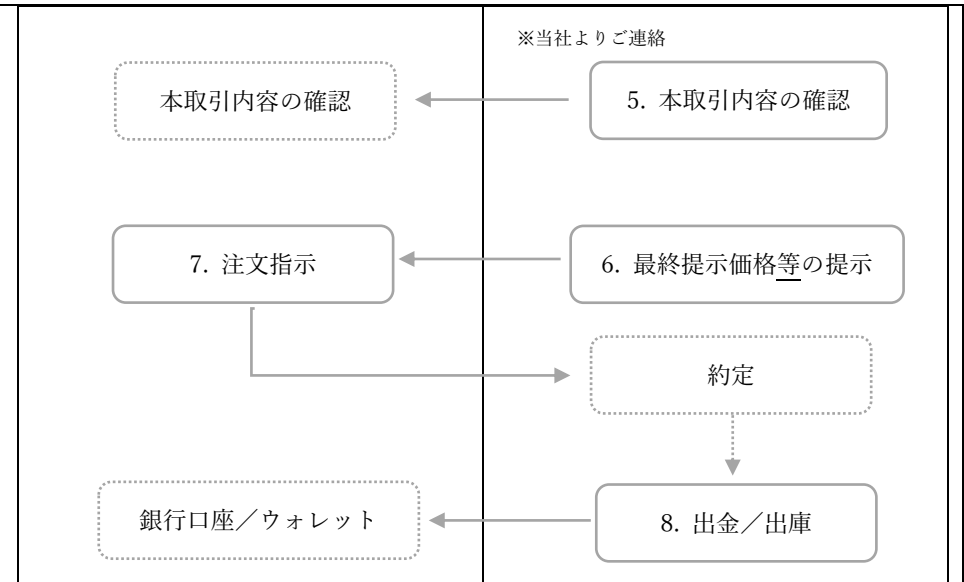 ※当社よりご連絡
本取引内容の確認
5. 本取引内容の確認
7. 注文指示
6. 最終提示価格等の提示
約定
銀行口座／ウォレット
8. 出金／出庫